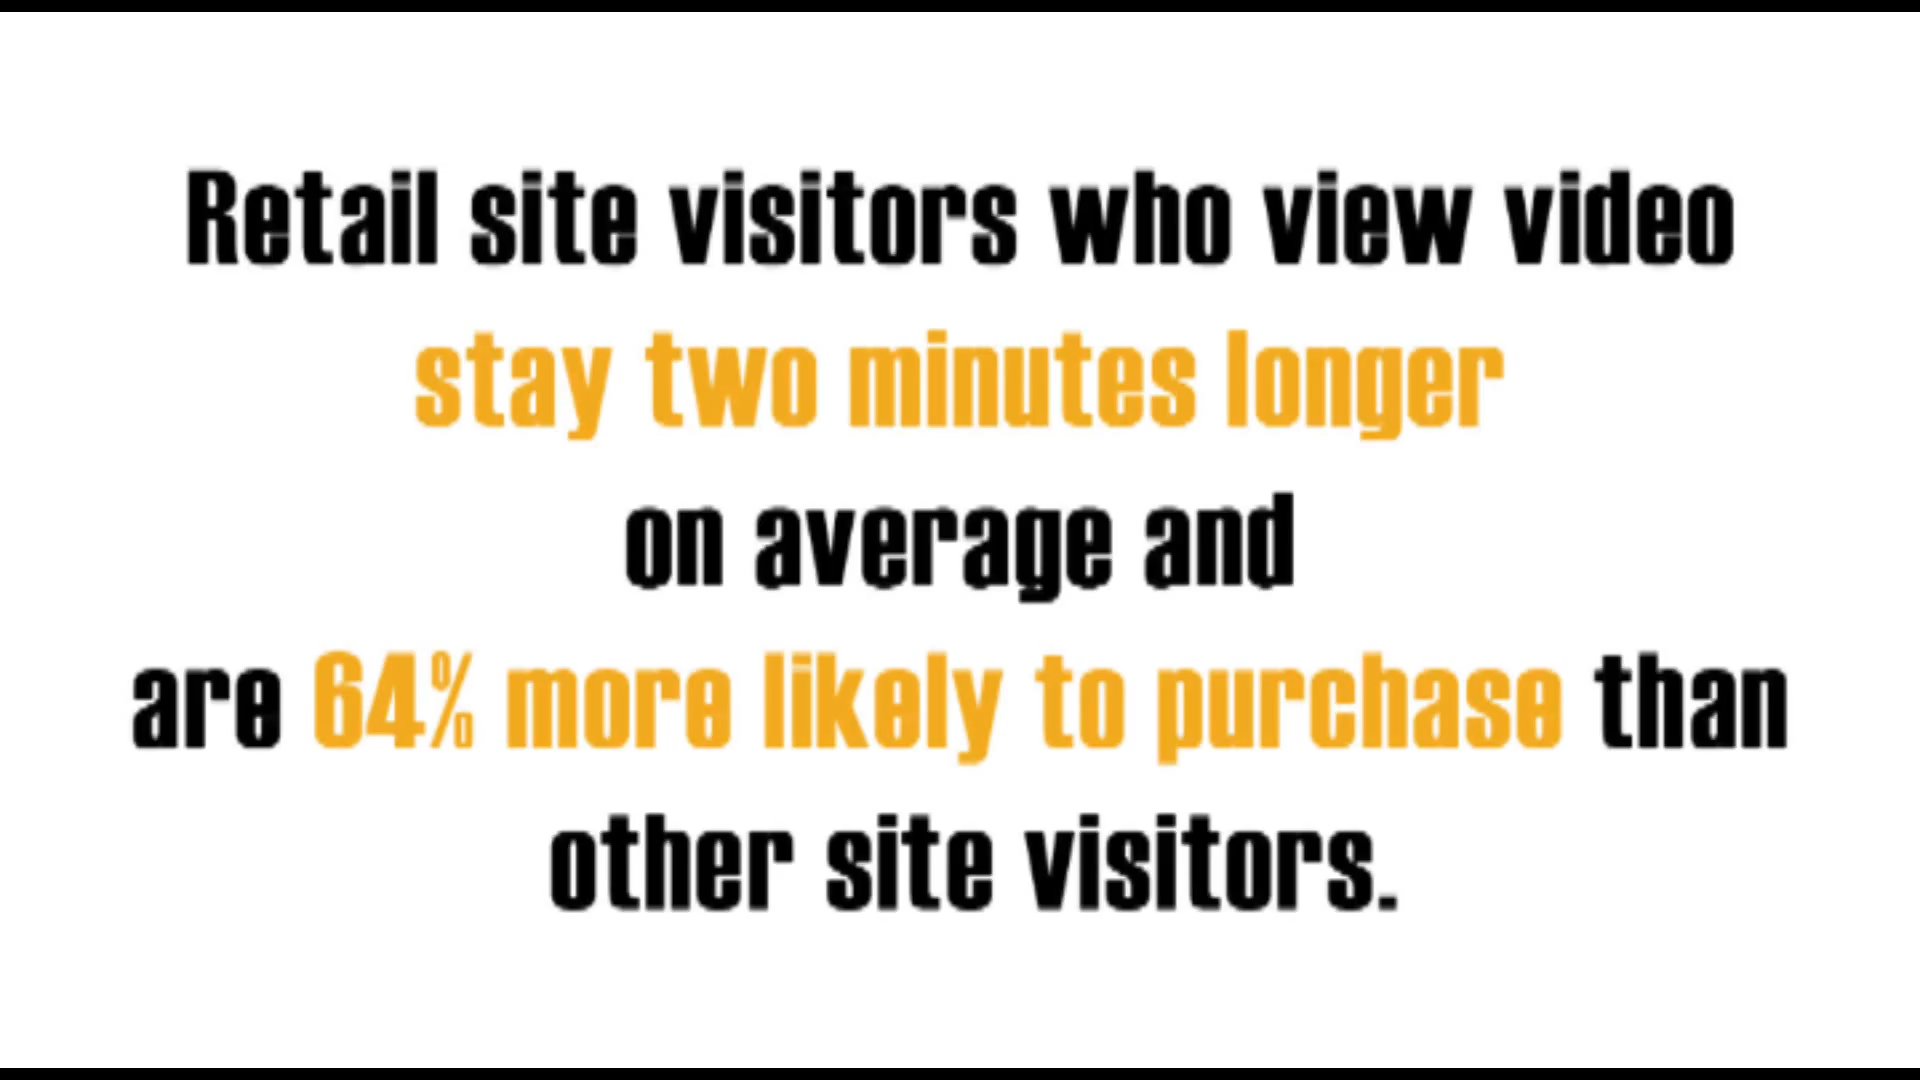 Retail site visitors who view video
stay two minutes longer
on average and
are 64% more likely to purchase than
other site visitors.